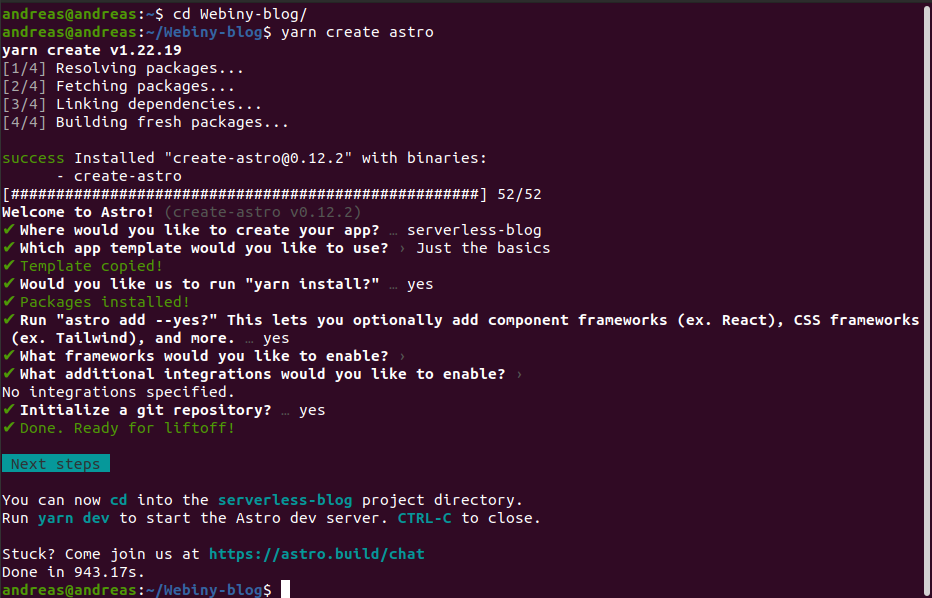 andreas@andreas:~$ cd Webiny-blog/
andreas@andreas:~/Webiny-blog$ yarn create astro
yarn create v1.22.19
[1/4] Resolving packages...
[2/4] Fetching packages...
[3/4] Linking dependencies...
[4/4] Building fresh packages...
success Installed "create-astro@0.12.2" with binaries:
- create-astro
[####################################################] 52/52
Welcome to Astro! (create-astro v0.12.2)
✔ Where would you like to create your app? … serverless-blog
✔ Which app template would you like to use? › Just the basics
✔ Template copied!
✔ Would you like us to run "yarn install?" … yes
✔ Packages installed!
✔ Run "astro add --yes?" This lets you optionally add component frameworks (ex. React), CSS frameworks
(ex. Tailwind), and more. … yes
✔ What frameworks would you like to enable? ›
✔ What additional integrations would you like to enable? ›
No integrations specified.
✔ Initialize a git repository? … yes
✔ Done. Ready for liftoff!
Next steps
You can now cd into the serverless-blog project directory.
Run yarn dev to start the Astro dev server. CTRL-C to close.
Stuck? Come join us at https://astro.build/chat
Done in 943.17s.
andreas@andreas:~/Webiny-blog$